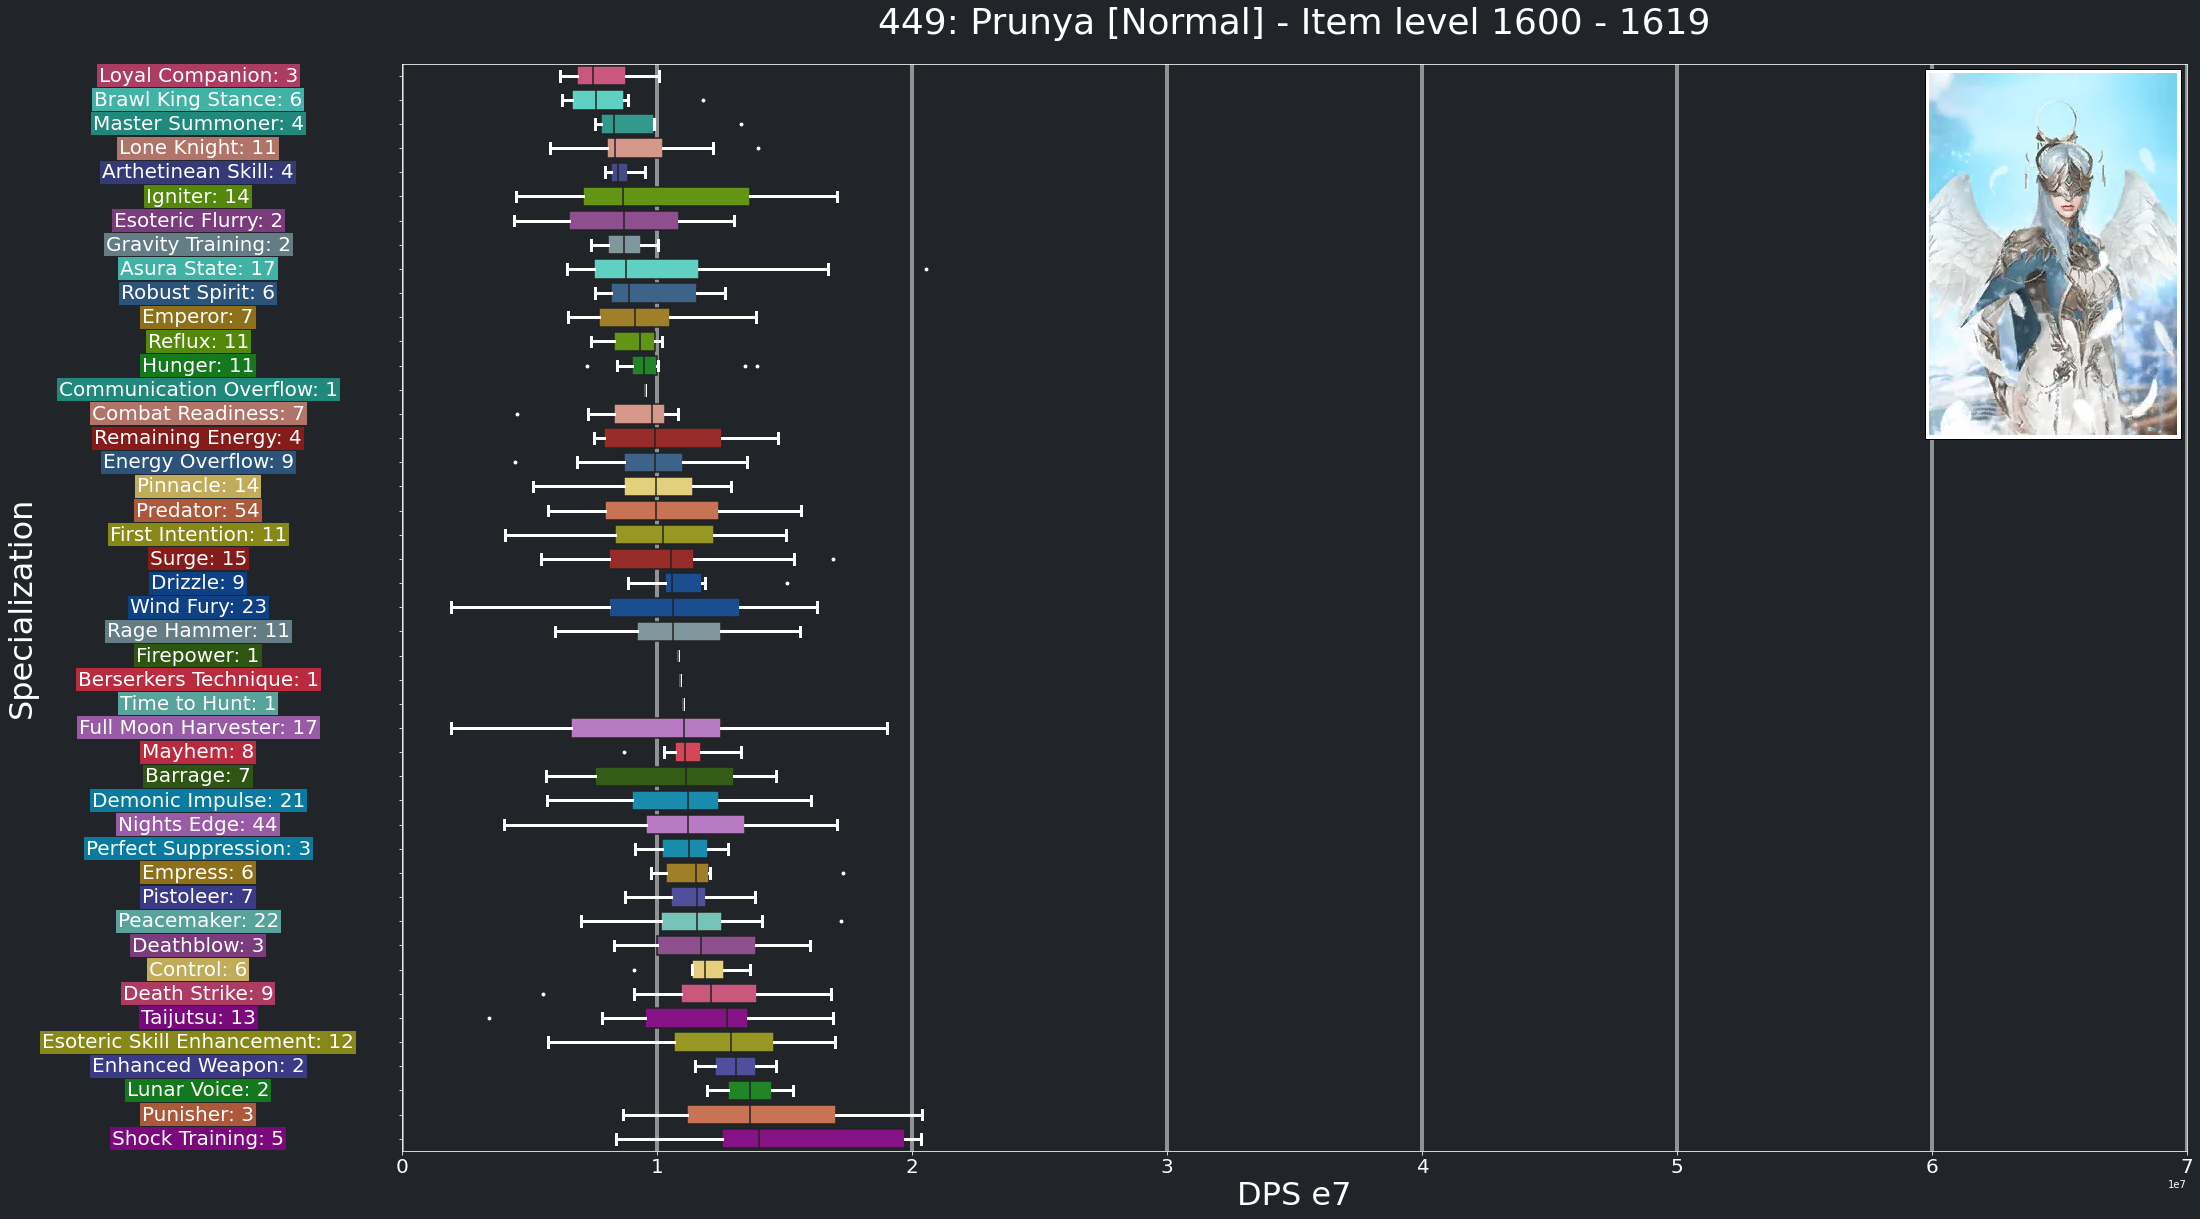 449: Prunya [Normal] - Item level 1600 - 1619
Specialization
Loyal Companion: 3
Brawl King Stance: 6
Master Summoner: 4
Lone Knight: 11
Arthetinean Skill: 4
Igniter: 14
Esoteric Flurry: 2
Gravity Training: 2
Asura State: 17
Robust Spirit: 6
Emperor: 7
Reflux: 11
Hunger: 11
Communication Overflow: 1
Combat Readiness: 7
Remaining Energy: 4
Energy Overflow: 9
Pinnacle: 14
Predator: 54
First Intention: 11
Surge: 15
Drizzle: 9
Wind Fury: 23
Rage Hammer: 11
Firepower: 1
Berserkers Technique: 1
Time to Hunt: 1
Full Moon Harvester: 17
Mayhem: 8
Barrage: 7
Demonic Impulse: 21
Nights Edge: 44
Perfect Suppression: 3
Empress: 6
Pistoleer: 7
Peacemaker: 22
Deathblow: 3
Control: 6
Death Strike: 9
Taijutsu: 13
Esoteric Skill Enhancement: 12
Enhanced Weapon: 2
Lunar Voice: 2
Punisher: 3
Shock Training: 5
0 1 2 3 4 5 6 7
1e7
DPS e7